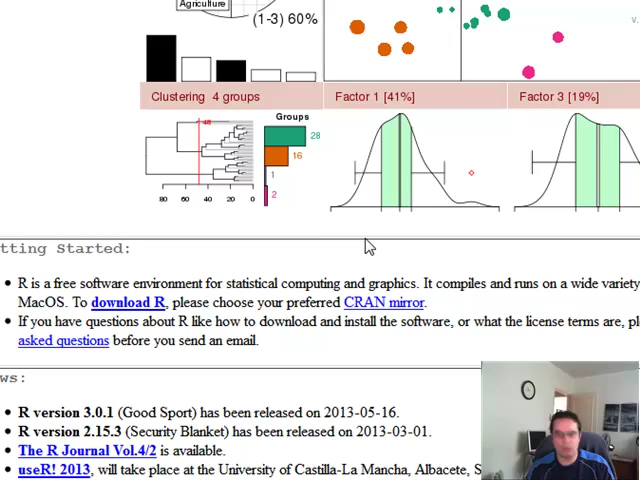 Agriculture
(1-3) 60%
v.
Clustering 4 groups
Factor 1 [41%]
Factor 3 [19%]
Groups
48
28
16
1
2
80 60 40 20 0
tting Started:
R is a free software environment for statistical computing and graphics. It compiles and runs on a wide variety
MacOS. To download R, please choose your preferred CRAN mirror.
If you have questions about R like how to download and install the software, or what the license terms are, ple
asked questions before you send an email.
ws:
R version 3.0.1 (Good Sport) has been released on 2013-05-16.
R version 2.15.3 (Security Blanket) has been released on 2013-03-01.
The R Journal Vol.4/2 is available.
useR! 2013, will take place at the University of Castilla-La Mancha, Albacete, S